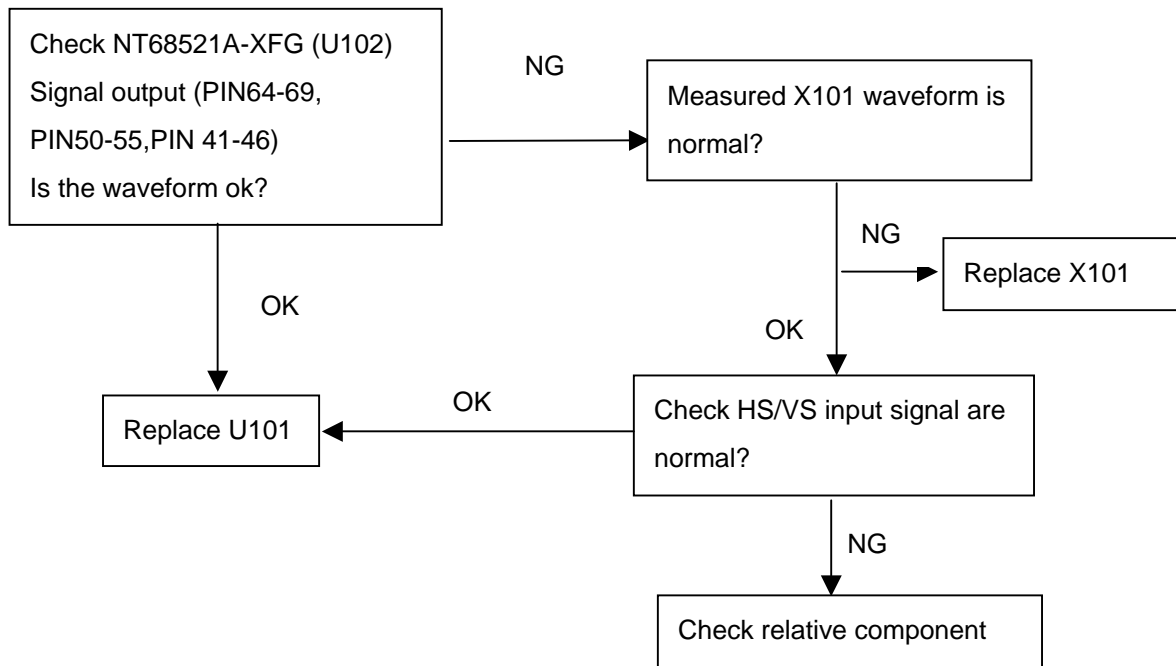 Check NT68521A-XFG (U102)
Signal output (PIN64-69,
PIN50-55,PIN 41-46)
Is the waveform ok?
NG
Measured X101 waveform is
normal?
NG
Replace X101
OK
OK
Check HS/VS input signal are
normal?
OK
Replace U101
NG
Check relative component